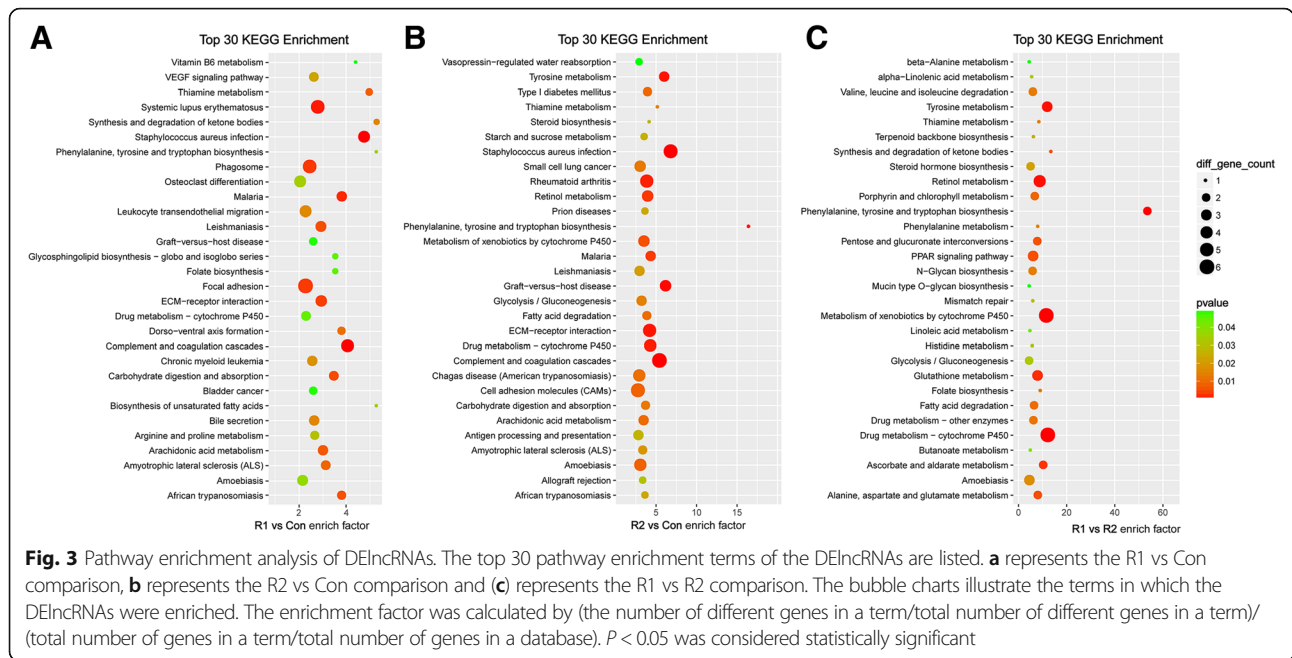 A
Top 30 KEGG Enrichment
Vitamin B6 metabolism
VEGF signaling pathway
Thiamine metabolism
Systemic lupus erythematosus
Synthesis and degradation of ketone bodies
Staphylococcus aureus infection
Phenylalanine, tyrosine and tryptophan biosynthesis
Phagosome
Osteoclast differentiation
Malaria
Leukocyte transendothelial migration
Leishmaniasis
Graft-versus-host disease
Glycosphingolipid biosynthesis - globo and isoglobo series
Folate biosynthesis
Focal adhesion
ECM-receptor interaction
Drug metabolism - cytochrome P450
Dorso-ventral axis formation
Complement and coagulation cascades
Chronic myeloid leukemia
Carbohydrate digestion and absorption
Bladder cancer
Biosynthesis of unsaturated fatty acids
Bile secretion
Arginine and proline metabolism
Arachidonic acid metabolism
Amyotrophic lateral sclerosis (ALS)
Amoebiasis
African trypanosomiasis
2 4
R1 vs Con enrich factor
B
Top 30 KEGG Enrichment
Vasopressin-regulated water reabsorption
Tyrosine metabolism
Type I diabetes mellitus
Thiamine metabolism
Steroid biosynthesis
Starch and sucrose metabolism
Staphylococcus aureus infection
Small cell lung cancer
Rheumatoid arthritis
Retinol metabolism
Prion diseases
Phenylalanine, tyrosine and tryptophan biosynthesis
Metabolism of xenobiotics by cytochrome P450
Malaria
Leishmaniasis
Graft-versus-host disease
Glycolysis / Gluconeogenesis
Fatty acid degradation
ECM-receptor interaction
Drug metabolism - cytochrome P450
Complement and coagulation cascades
Chagas disease (American trypanosomiasis)
Cell adhesion molecules (CAMs)
Carbohydrate digestion and absorption
Arachidonic acid metabolism
Antigen processing and presentation
Amyotrophic lateral sclerosis (ALS)
Amoebiasis
Allograft rejection
African trypanosomiasis
5 10 15
R2 vs Con enrich factor
C
Top 30 KEGG Enrichment
beta-Alanine metabolism
alpha-Linolenic acid metabolism
Valine, leucine and isoleucine degradation
Tyrosine metabolism
Thiamine metabolism
Terpenoid backbone biosynthesis
Synthesis and degradation of ketone bodies
Steroid hormone biosynthesis
Retinol metabolism
Porphyrin and chlorophyll metabolism
Phenylalanine, tyrosine and tryptophan biosynthesis
Phenylalanine metabolism
Pentose and glucuronate interconversions
PPAR signaling pathway
N-Glycan biosynthesis
Mucin type O-glycan biosynthesis
Mismatch repair
Metabolism of xenobiotics by cytochrome P450
Linoleic acid metabolism
Histidine metabolism
Glycolysis / Gluconeogenesis
Glutathione metabolism
Folate biosynthesis
Fatty acid degradation
Drug metabolism - other enzymes
Drug metabolism - cytochrome P450
Butanoate metabolism
Ascorbate and aldarate metabolism
Amoebiasis
Alanine, aspartate and glutamate metabolism
0 20 40 60
R1 vs R2 enrich factor
diff_gene_count
1
2
3
4
5
6
pvalue
0.04
0.03
0.02
0.01
Fig. 3 Pathway enrichment analysis of DElncRNAs. The top 30 pathway enrichment terms of the DElncRNAs are listed. a represents the R1 vs Con
comparison, b represents the R2 vs Con comparison and (c) represents the R1 vs R2 comparison. The bubble charts illustrate the terms in which the
DElncRNAs were enriched. The enrichment factor was calculated by (the number of different genes in a term/total number of different genes in a term)/
(total number of genes in a term/total number of genes in a database). P < 0.05 was considered statistically significant